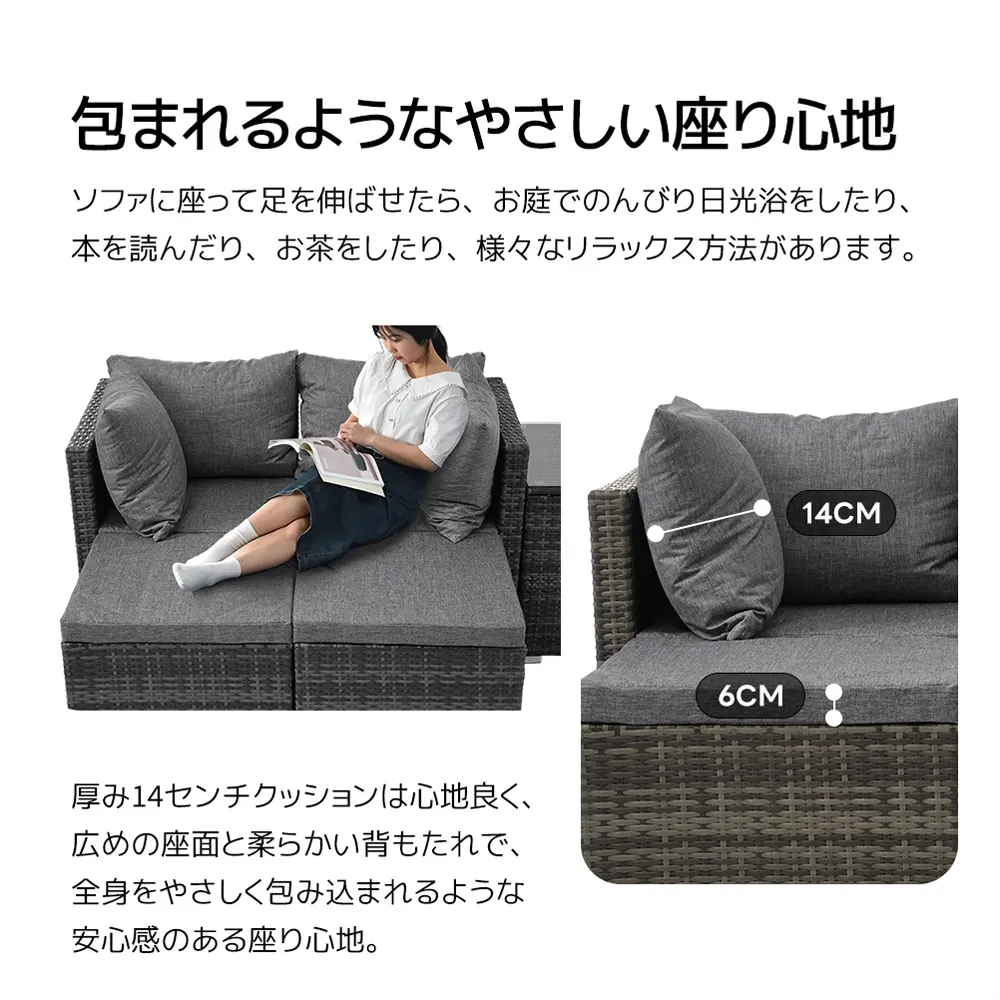 包まれるようなやさしい座り心地
ソファに座って足を伸ばせたら、お庭でのんびり日光浴をしたり、
本を読んだり、お茶をしたり、様々なリラックス方法があります。
14CM
6CM
厚み14センチクッションは心地良く、
広めの座面と柔らかい背もたれで、
全身をやさしく包み込まれるような
安心感のある座り心地。